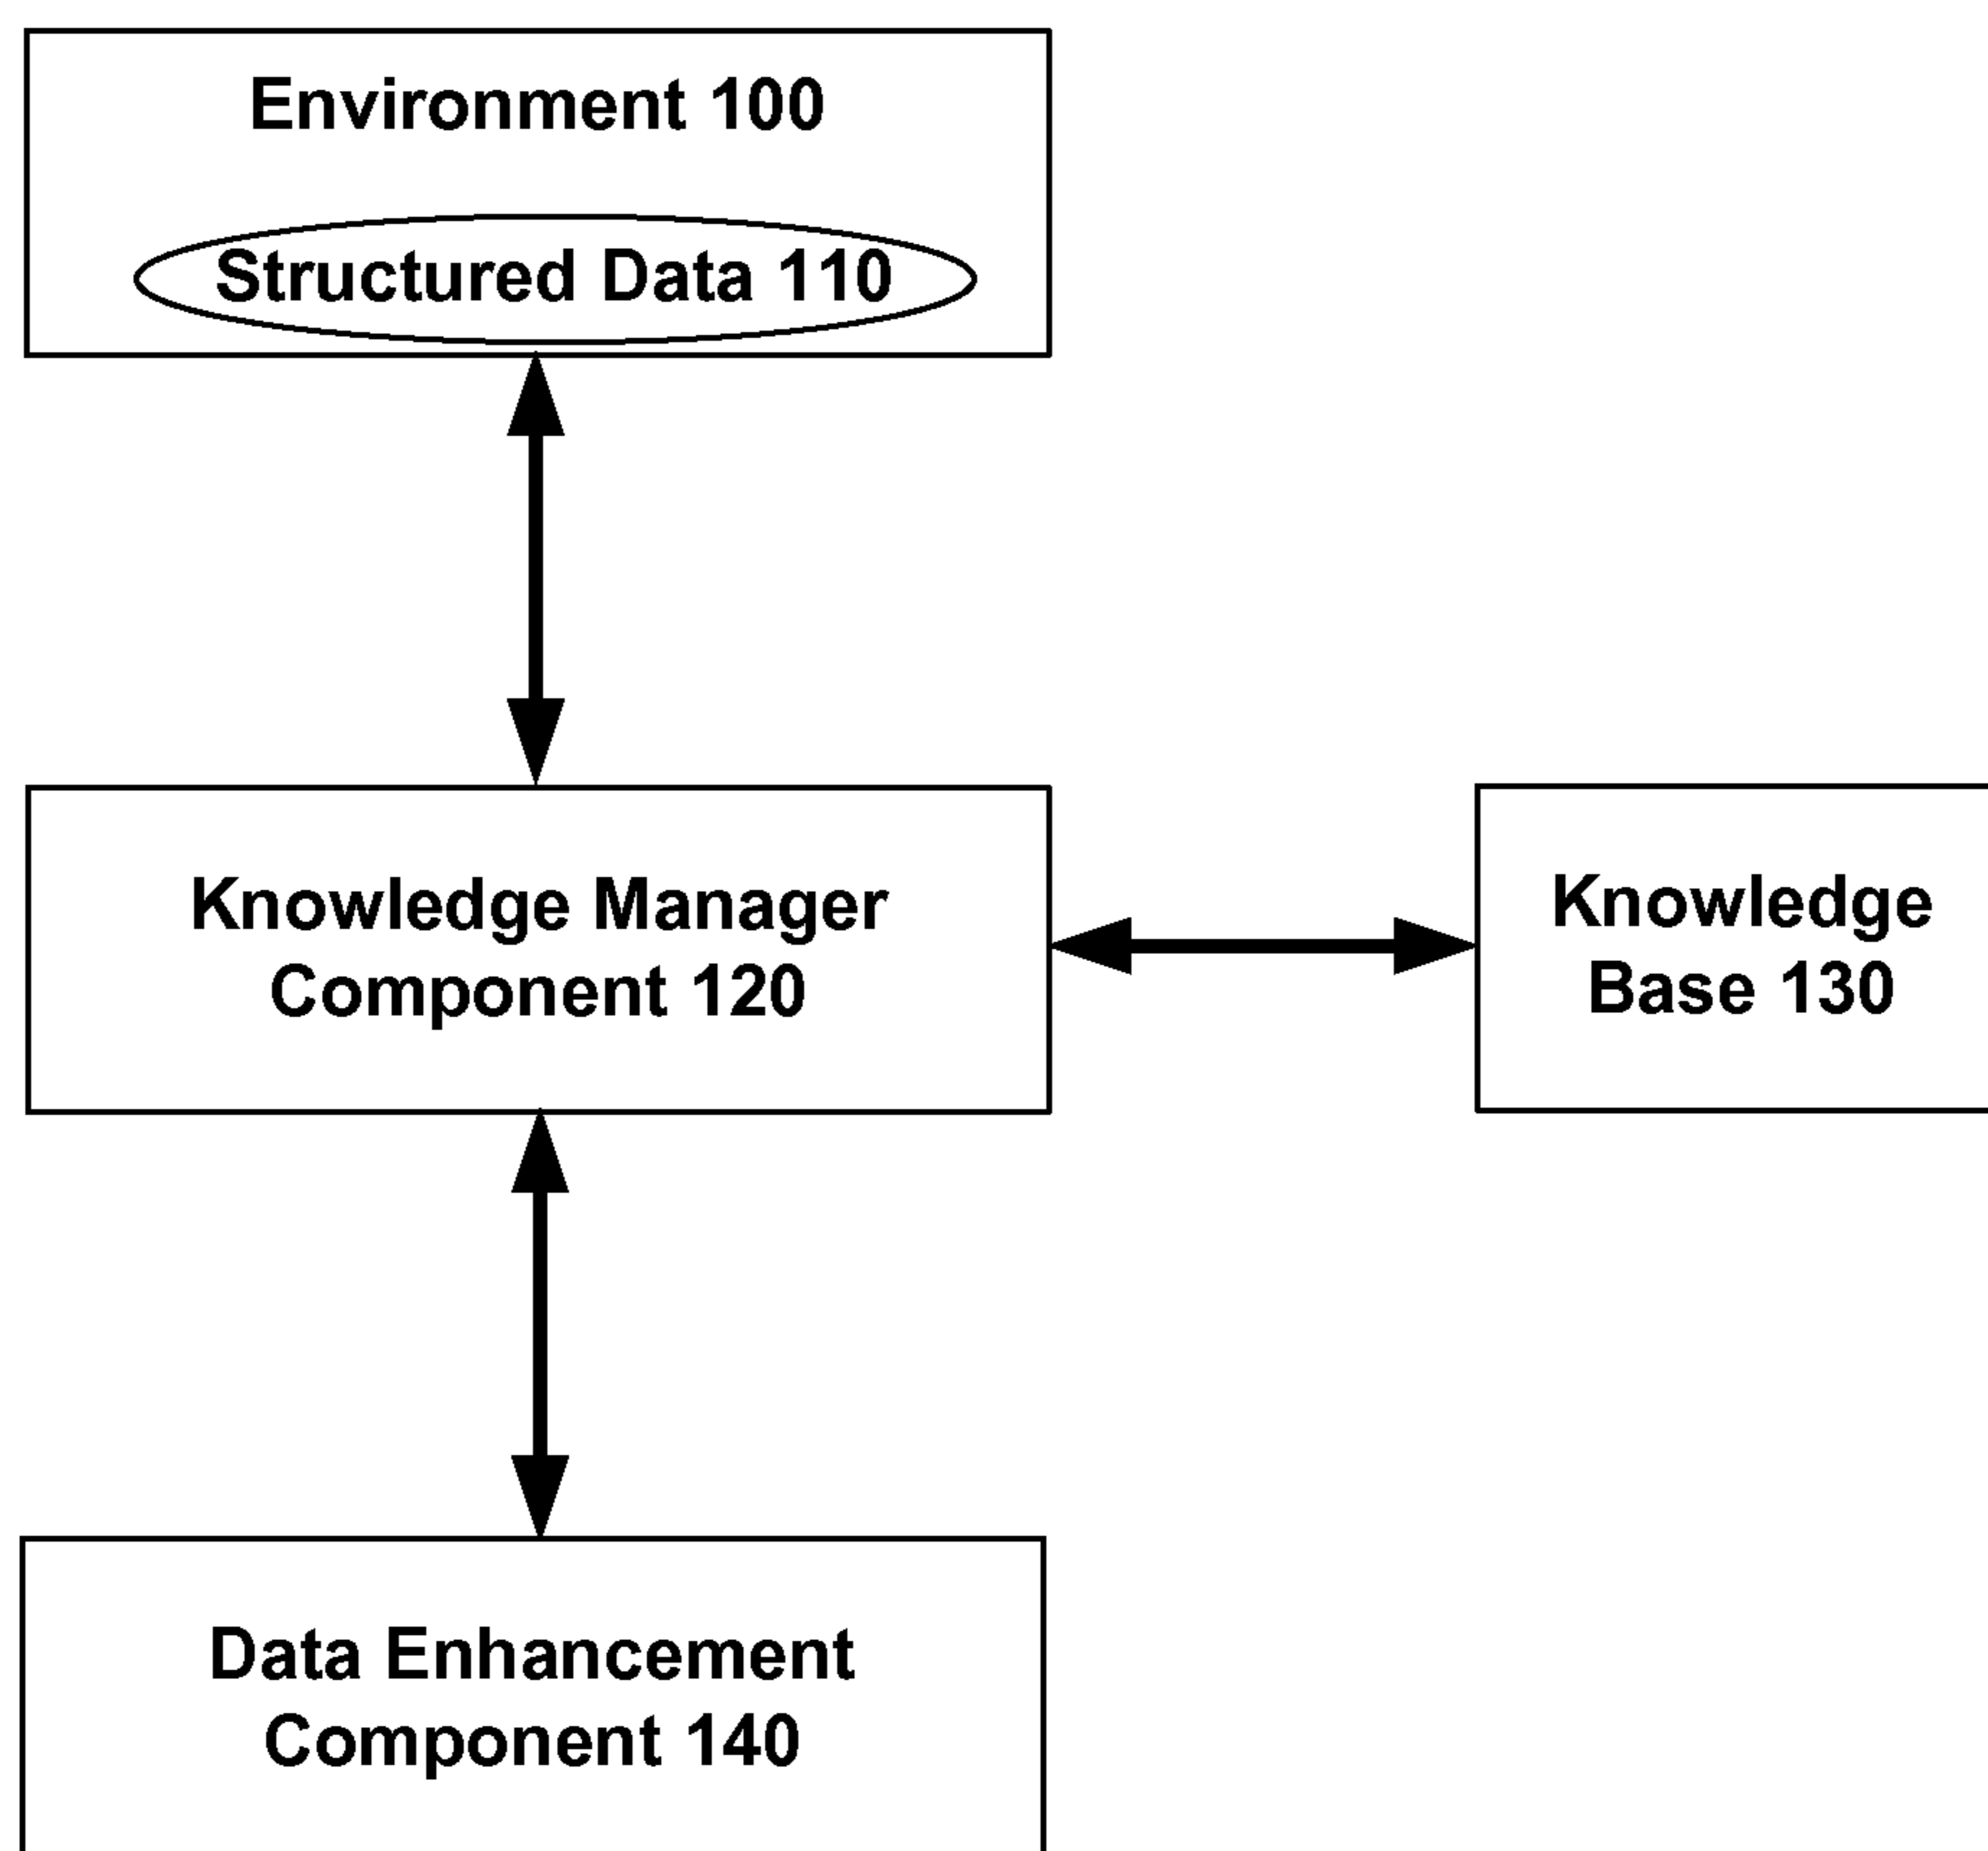 Environment 100
Structured Data 110
Knowledge Manager
Component 120
Knowledge
Base 130
Data Enhancement
Component 140